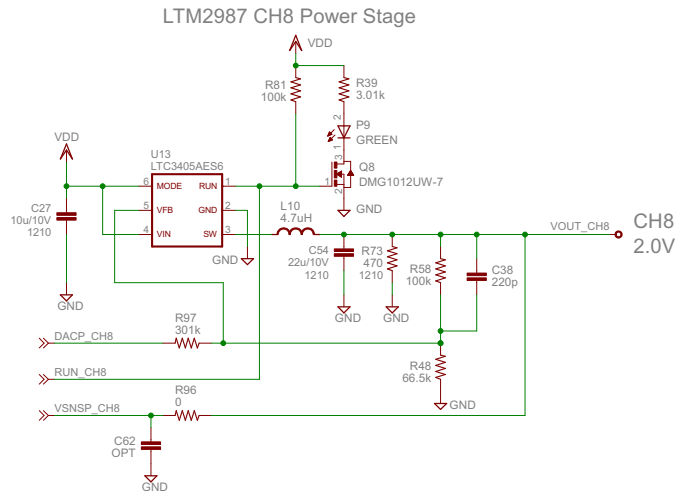 LTM2987 CH8 Power Stage
VDD
R81
100k
R39
3.01k
2
P9
GREEN
1
3
Q8
DMG1012UW-7
1
2
GND
VDD
U13
LTC3405AES6
6 MODE RUN 1
5 VFB GND 2
4 VIN SW 3
C27
10u/10V
1210
GND
GND
L10
4.7uH
C54
22u/10V
1210
GND
R73
470
1210
GND
R58
100k
C38
220p
VOUT_CH8
CH8
2.0V
DACP_CH8
R97
301k
R48
66.5k
GND
RUN_CH8
VSNSP_CH8
R96
0
C62
OPT
GND